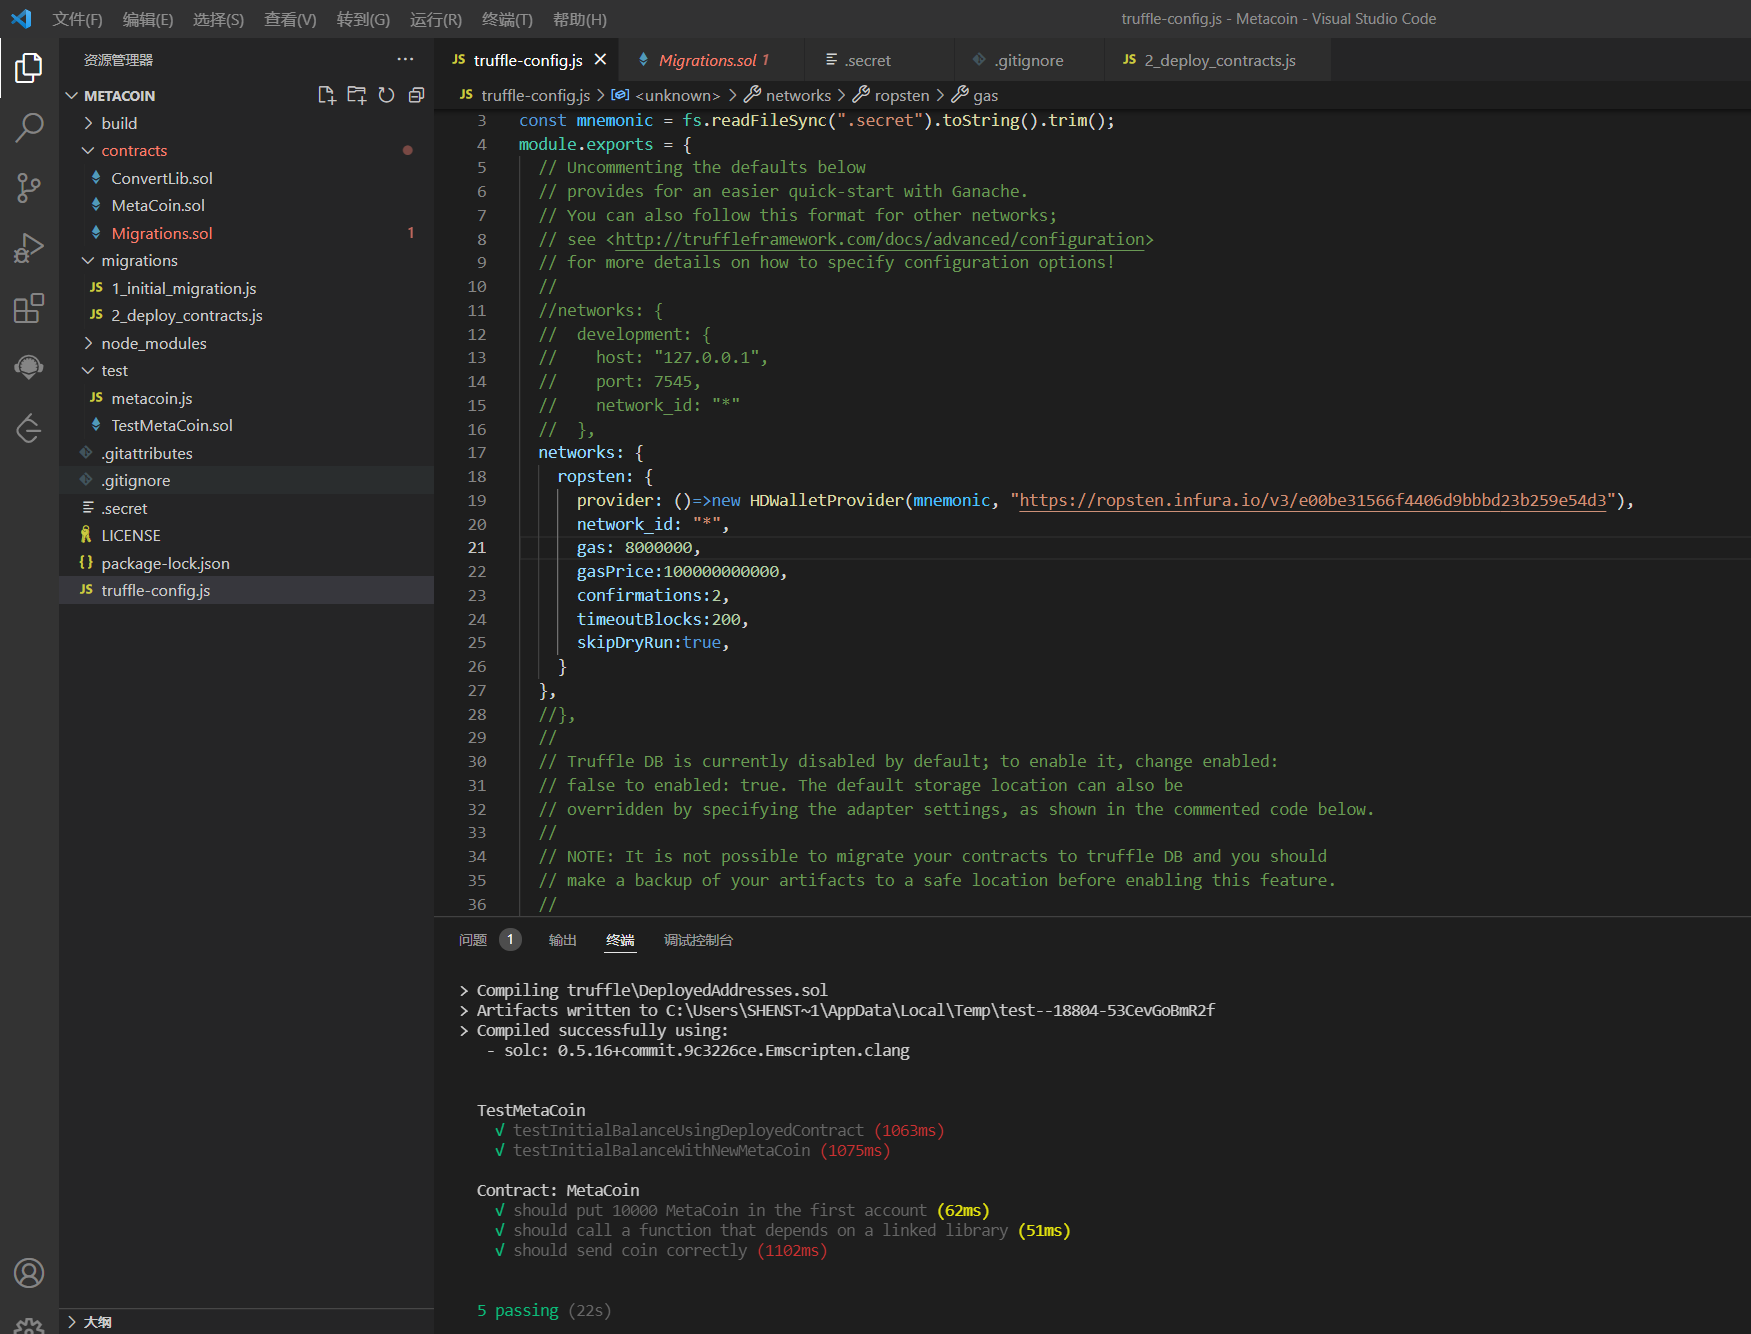 文件(F) 编辑(E) 选择(S) 查看(V) 转到(G) 运行(R) 终端(T) 帮助(H) truffle-config.js - Metacoin - Visual Studio Code
资源管理器 ···
METACOIN
build
contracts
ConvertLib.sol
MetaCoin.sol
Migrations.sol 1
migrations
JS 1_initial_migration.js
JS 2_deploy_contracts.js
node_modules
test
JS metacoin.js
TestMetaCoin.sol
.gitattributes
.gitignore
.secret
LICENSE
{} package-lock.json
JS truffle-config.js
大纲
JS truffle-config.js Migrations.sol 1 .secret .gitignore JS 2_deploy_contracts.js
JS truffle-config.js > <unknown> > networks > ropsten > gas
3 const mnemonic = fs.readFileSync(".secret").toString().trim();
4 module.exports = {
5 // Uncommenting the defaults below
6 // provides for an easier quick-start with Ganache.
7 // You can also follow this format for other networks;
8 // see <http://truffleframework.com/docs/advanced/configuration>
9 // for more details on how to specify configuration options!
10 //
11 //networks: {
12 //  development: {
13 //    host: "127.0.0.1",
14 //    port: 7545,
15 //    network_id: "*"
16 //  },
17 networks: {
18 ropsten: {
19 provider: ()=>new HDWalletProvider(mnemonic, "https://ropsten.infura.io/v3/e00be31566f4406d9bbbd23b259e54d3"),
20 network_id: "*",
21 gas: 8000000,
22 gasPrice:100000000000,
23 confirmations:2,
24 timeoutBlocks:200,
25 skipDryRun:true,
26 }
27 },
28 //},
29 //
30 // Truffle DB is currently disabled by default; to enable it, change enabled:
31 // false to enabled: true. The default storage location can also be
32 // overridden by specifying the adapter settings, as shown in the commented code below.
33 //
34 // NOTE: It is not possible to migrate your contracts to truffle DB and you should
35 // make a backup of your artifacts to a safe location before enabling this feature.
36 //
问题 1 输出 终端 调试控制台
> Compiling truffle\DeployedAddresses.sol
> Artifacts written to C:\Users\SHENST~1\AppData\Local\Temp\test--18804-53CevGoBmR2f
> Compiled successfully using:
- solc: 0.5.16+commit.9c3226ce.Emscripten.clang
TestMetaCoin
√ testInitialBalanceUsingDeployedContract (1063ms)
√ testInitialBalanceWithNewMetaCoin (1075ms)
Contract: MetaCoin
√ should put 10000 MetaCoin in the first account (62ms)
√ should call a function that depends on a linked library (51ms)
√ should send coin correctly (1102ms)
5 passing (22s)